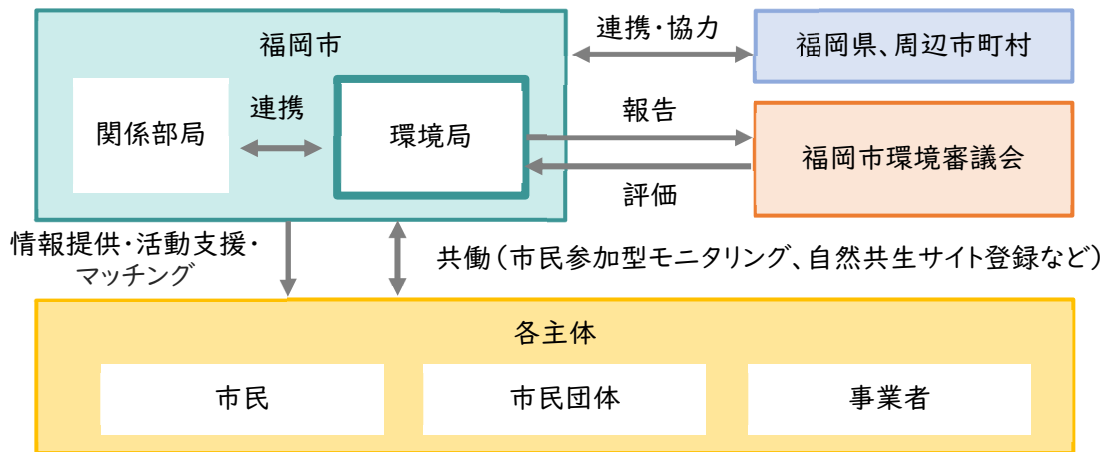 福岡市
連携・協力
福岡県、周辺市町村
関係部局
連携
環境局
報告
評価
福岡市環境審議会
情報提供・活動支援・
マッチング
共働(市民参加型モニタリング、自然共生サイト登録など)
各主体
市民
市民団体
事業者